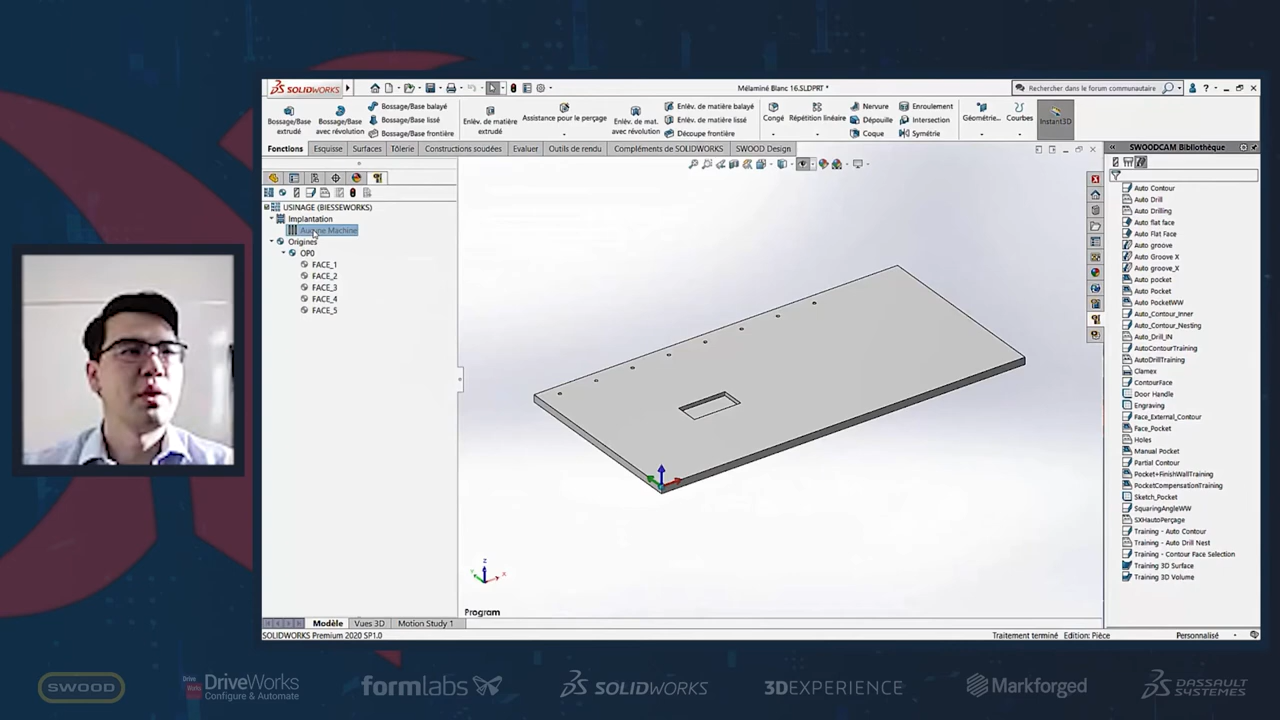 SOLIDWORKS
Mélaminé Blanc 16.SLDPRT *
Rechercher dans le forum communautaire
Bossage/Base extrudé
Bossage/Base avec révolution
Bossage/Base balayé
Bossage/Base lissé
Bossage/Base frontière
Enlèv. de matière extrudé
Assistance pour le perçage
Enlèv. de mat. avec révolution
Enlèv. de matière balayé
Enlèv. de matière lissé
Découpe frontière
Congé
Répétition linéaire
Nervure
Dépouille
Coque
Enroulement
Intersection
Symétrie
Géométrie...
Courbes
Instant3D
Fonctions
Esquisse
Surfaces
Tôlerie
Constructions soudées
Evaluer
Outils de rendu
Compléments de SOLIDWORKS
SWOOD Design
USINAGE (BIESSEWORKS)
Implantation
Aucune Machine
Origines
OP0
FACE_1
FACE_2
FACE_3
FACE_4
FACE_5
SWOODCAM Bibliothèque
Auto Contour
Auto Drill
Auto Drilling
Auto flat face
Auto Flat Face
Auto groove
Auto Groove X
Auto groove_X
Auto pocket
Auto Pocket
Auto PocketWW
Auto_Contour_Inner
Auto_Contour_Nesting
Auto_Drill_IN
AutoContourTraining
AutoDrillTraining
Clamex
ContourFace
Door Handle
Engraving
Face_External_Contour
Face_Pocket
Holes
Manual Pocket
Partial Contour
Pocket+FinishWallTraining
PocketCompensationTraining
Sketch_Pocket
SquaringAngleWW
SXHautoPerçage
Training - Auto Contour
Training - Auto Drill Nest
Training - Contour Face Selection
Training 3D Surface
Training 3D Volume
Z
Y
X
Program
Modèle
Vues 3D
Motion Study 1
SOLIDWORKS Premium 2020 SP1.0
Traitement terminé
Edition: Pièce
Personnalisé
SWOOD
DriveWorks
DriveWorks
Configure & Automate
formlabs
SOLIDWORKS
3DEXPERIENCE
Markforged
DASSAULT SYSTEMES